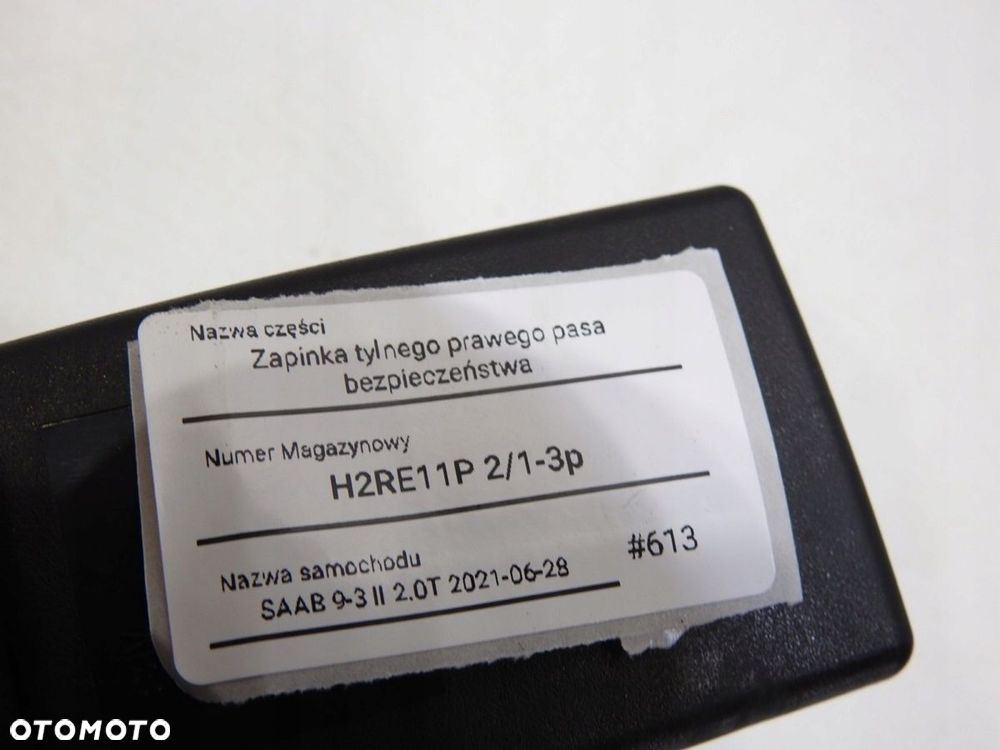 Nazwa części
Zapinka tylnego prawego pasa
bezpieczeństwa
Numer Magazynowy
H2RE11P 2/1-3p
Nazwa samochodu
#613
SAAB 9-3 II 2.0T 2021-06-28
OTOMOTO